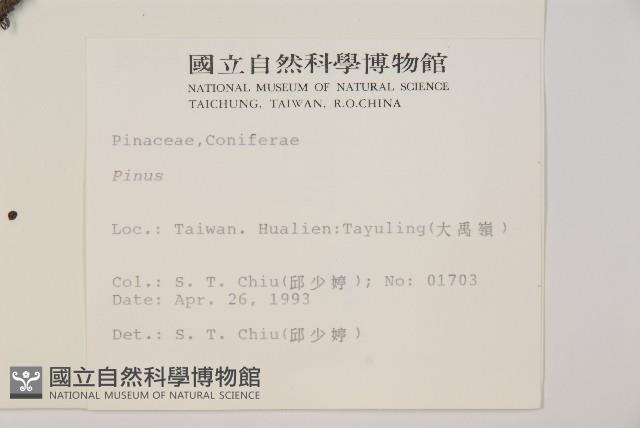 國立自然科學博物館
NATIONAL MUSEUM OF NATURAL SCIENCE
TAICHUNG, TAIWAN, R.O.CHINA
Pinaceae,Coniferae
Pinus
Loc.: Taiwan. Hualien:Tayuling(大禹嶺)
Col.: S. T. Chiu(邱少婷); No: 01703
Date: Apr. 26, 1993
Det.: S. T. Chiu(邱少婷)
國立自然科學博物館
NATIONAL MUSEUM OF NATURAL SCIENCE